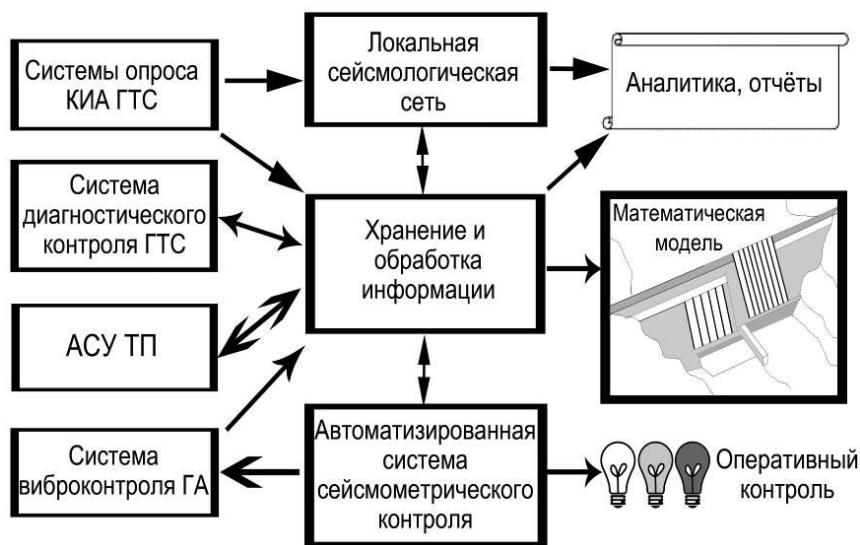 Системы опроса
КИА ГТС
Локальная
сейсмологическая
сеть
Аналитика, отчёты
Система
диагностического
контроля ГТС
Хранение и
обработка
информации
Математическая
модель
АСУ ТП
Система
виброконтроля ГА
Автоматизированная
система
сейсмометрического
контроля
Оперативный
контроль